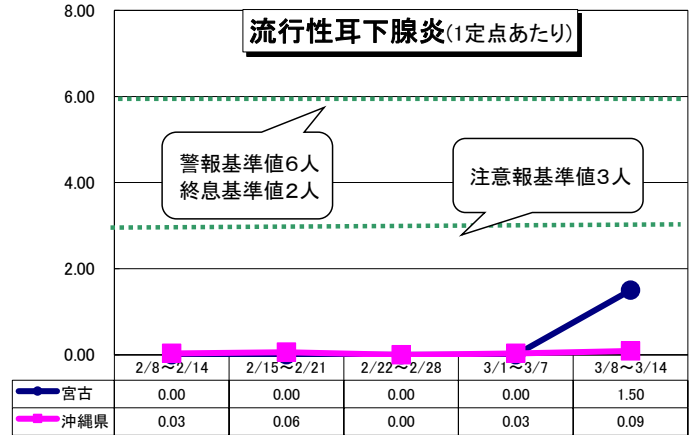 流行性耳下腺炎(1定点あたり)
8.00
6.00
警報基準値6人
終息基準値2人
注意報基準値3人
4.00
2.00
0.00
2/8～2/14 2/15～2/21 2/22～2/28 3/1～3/7 3/8～3/14
宮古 0.00 0.00 0.00 0.00 1.50
沖縄県 0.03 0.06 0.00 0.03 0.09